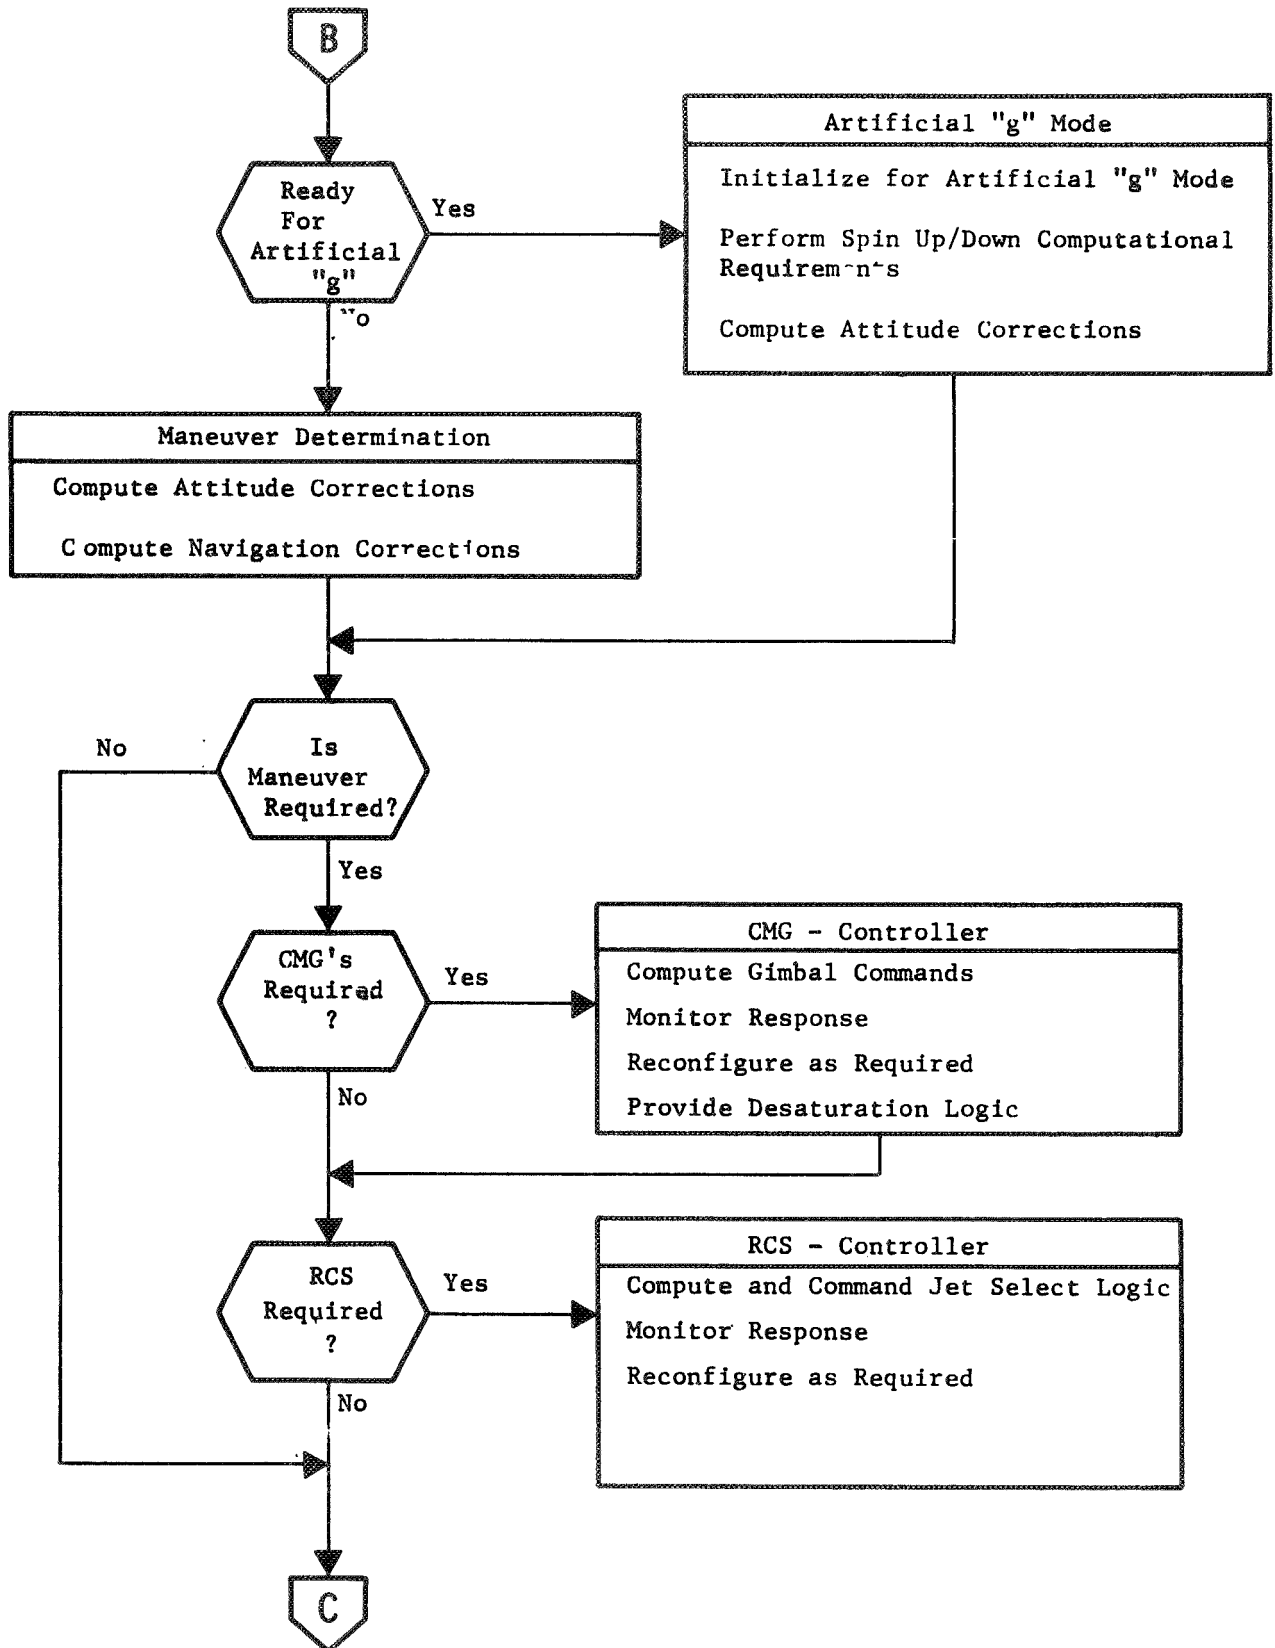 B
Ready
For
Artificial
"g"
Yes
Artificial "g" Mode
Initialize for Artificial "g" Mode
Perform Spin Up/Down Computational
Compute Attitude Corrections
Maneuver Determination
Compute Attitude Corrections
Compute Navigation Corrections
Is
Maneuver
Required?
No
Yes
CMG's
Required
?
Yes
No
CMG - Controller
Compute Gimbal Commands
Monitor Response
Reconfigure as Required
Provide Desaturation Logic
RCS
Required
?
Yes
No
RCS - Controller
Compute and Command Jet Select Logic
Monitor Response
Reconfigure as Required
C